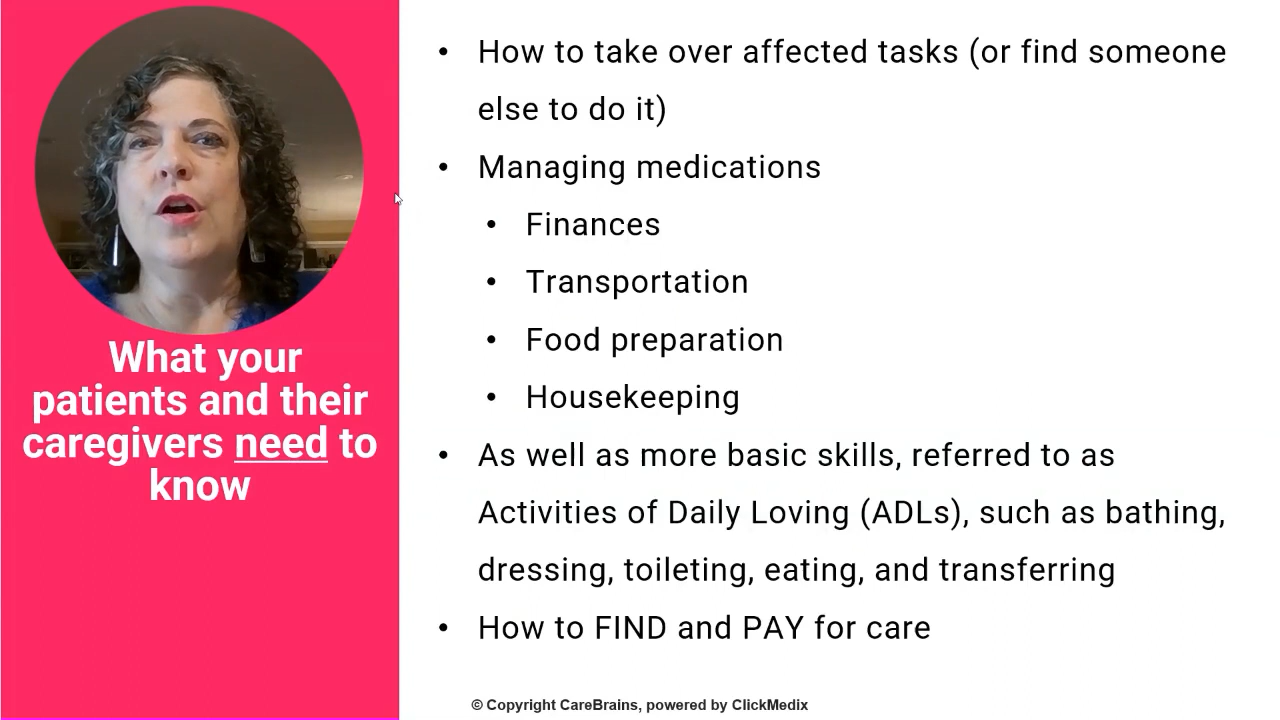 • How to take over affected tasks (or find someone
else to do it)
• Managing medications
• Finances
• Transportation
• Food preparation
• Housekeeping
• As well as more basic skills, referred to as
Activities of Daily Loving (ADLs), such as bathing,
dressing, toileting, eating, and transferring
• How to FIND and PAY for care
What your
patients and their
caregivers need to
know
© Copyright CareBrains, powered by ClickMedix